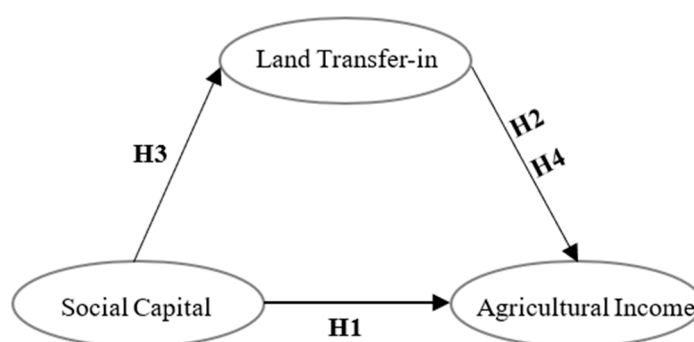 Land Transfer-in
H2
H3
H4
Social Capital
Agricultural Income
H1